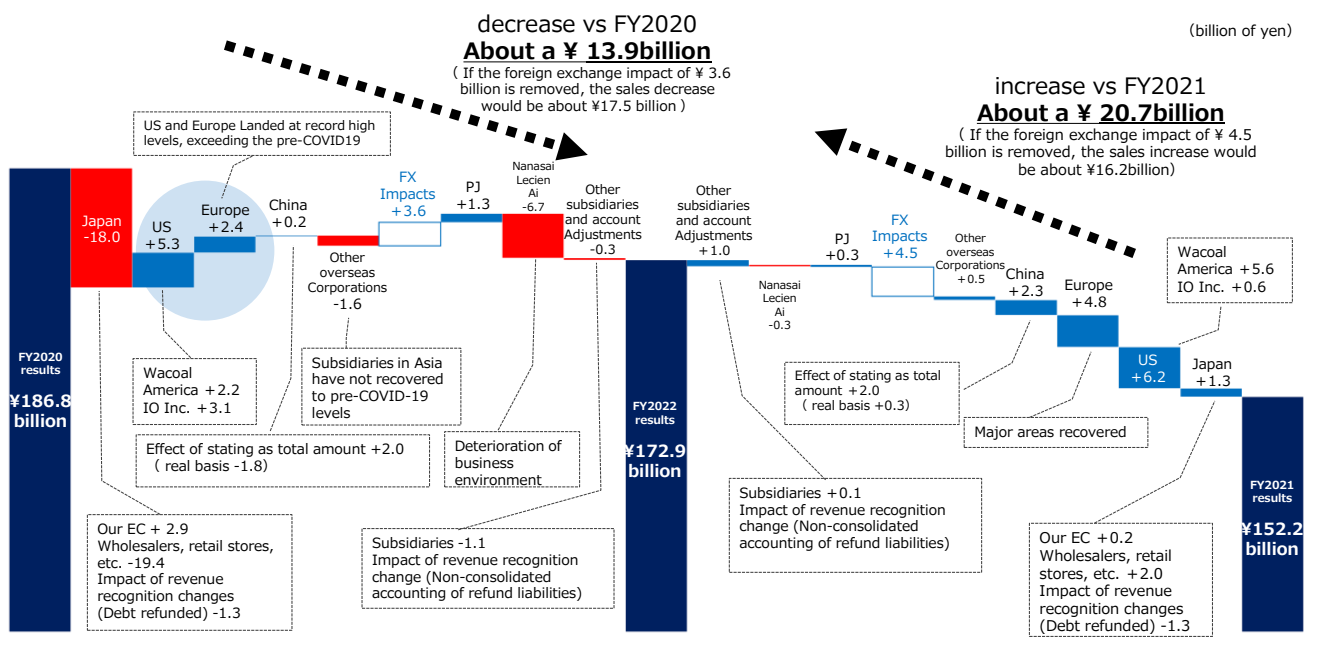 decrease vs FY2020
About a ¥ 13.9billion
( If the foreign exchange impact of ¥ 3.6
billion is removed, the sales decrease
would be about ¥17.5 billion )
(billion of yen)
increase vs FY2021
About a ¥ 20.7billion
( If the foreign exchange impact of ¥ 4.5
billion is removed, the sales increase would
be about ¥16.2billion)
US and Europe Landed at record high
levels, exceeding the pre-COVID19
FY2020
results
¥186.8
billion
Japan
-18.0
US
+5.3
Europe
+2.4
China
+0.2
Other
overseas
Corporations
-1.6
FX
Impacts
+3.6
PJ
+1.3
Nanasai
Lecien
Ai
-6.7
Other
subsidiaries
and account
Adjustments
-0.3
FY2022
results
¥172.9
billion
Other
subsidiaries
and account
Adjustments
+1.0
Nanasai
Lecien
Ai
-0.3
PJ
+0.3
FX
Impacts
+4.5
Other
overseas
Corporations
+0.5
China
+2.3
Europe
+4.8
US
+6.2
Japan
+1.3
FY2021
results
¥152.2
billion
Wacoal
America +5.6
IO Inc. +0.6
Wacoal
America +2.2
IO Inc. +3.1
Subsidiaries in Asia
have not recovered
to pre-COVID-19
levels
Effect of stating as total
amount +2.0
( real basis +0.3)
Major areas recovered
Effect of stating as total amount +2.0
( real basis -1.8)
Deterioration of
business
environment
Our EC + 2.9
Wholesalers, retail stores,
etc. -19.4
Impact of revenue
recognition changes
(Debt refunded) -1.3
Subsidiaries -1.1
Impact of revenue recognition
change (Non-consolidated
accounting of refund liabilities)
Subsidiaries +0.1
Impact of revenue recognition
change (Non-consolidated
accounting of refund liabilities)
Our EC +0.2
Wholesalers, retail
stores, etc. +2.0
Impact of revenue
recognition changes
(Debt refunded) -1.3